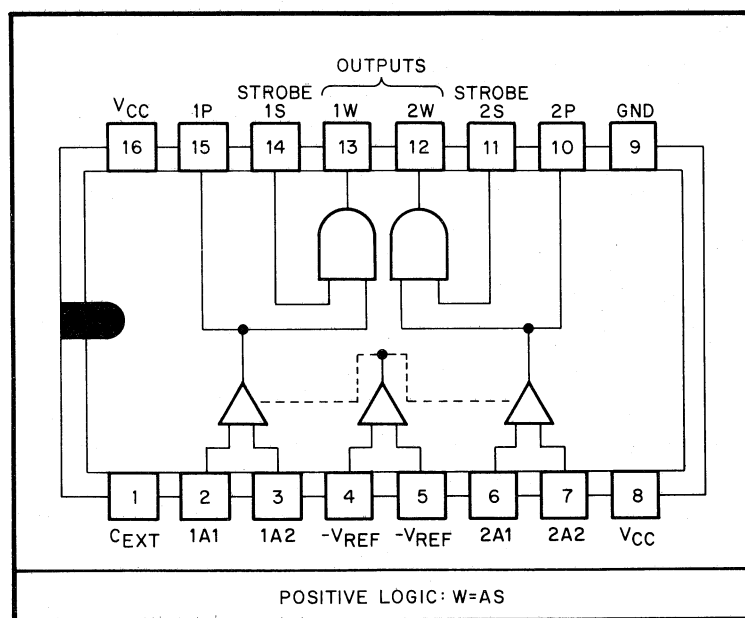 OUTPUTS
STROBE STROBE
VCC 1P 1S 1W 2W 2S 2P GND
16 15 14 13 12 11 10 9
1 2 3 4 5 6 7 8
CEXT 1A1 1A2 -VREF -VREF 2A1 2A2 VCC
POSITIVE LOGIC: W=AS